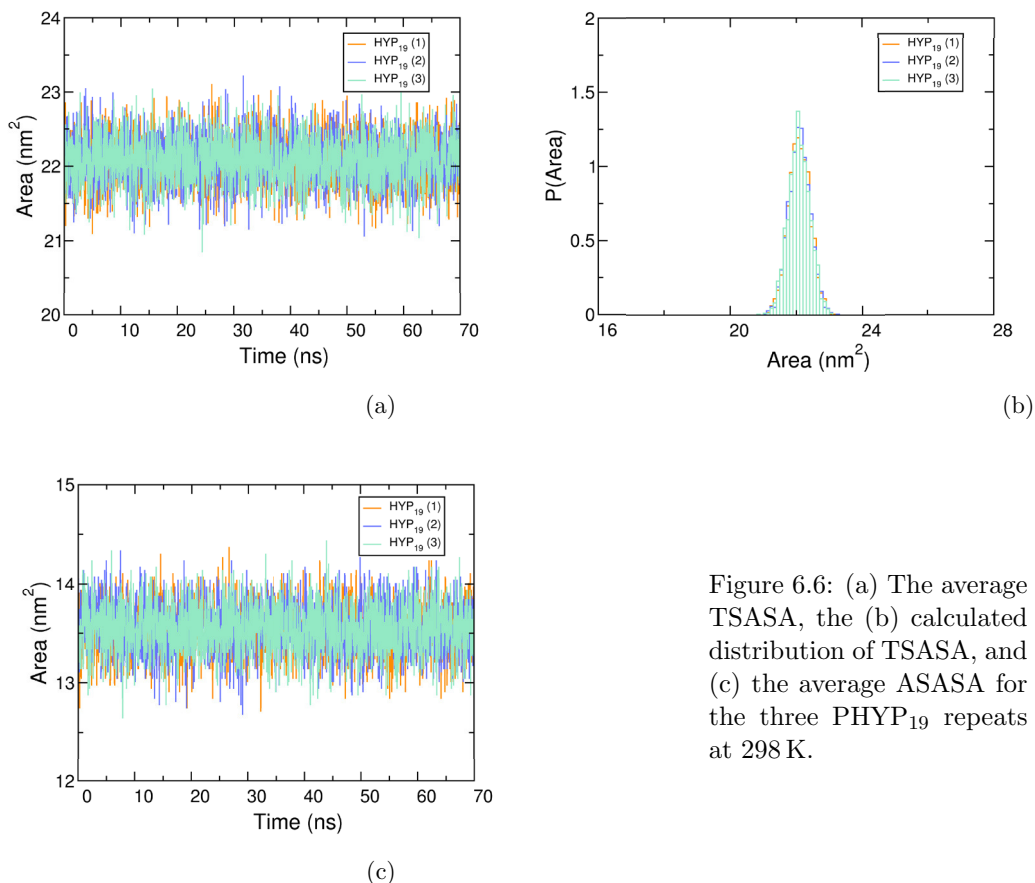 24
23
22
21
20
Area (nm²)
0 10 20 30 40 50 60 70
Time (ns)
HYP₁₉ (1)
HYP₁₉ (2)
HYP₁₉ (3)
(a)
2
1.5
1
0.5
0
P(Area)
16 20 24 28
Area (nm²)
HYP₁₉ (1)
HYP₁₉ (2)
HYP₁₉ (3)
(b)
15
14
13
12
Area (nm²)
0 10 20 30 40 50 60 70
Time (ns)
HYP₁₉ (1)
HYP₁₉ (2)
HYP₁₉ (3)
(c)
Figure 6.6: (a) The average
TSASA, the (b) calculated
distribution of TSASA, and
(c) the average ASASA for
the three PHYP₁₉ repeats
at 298 K.